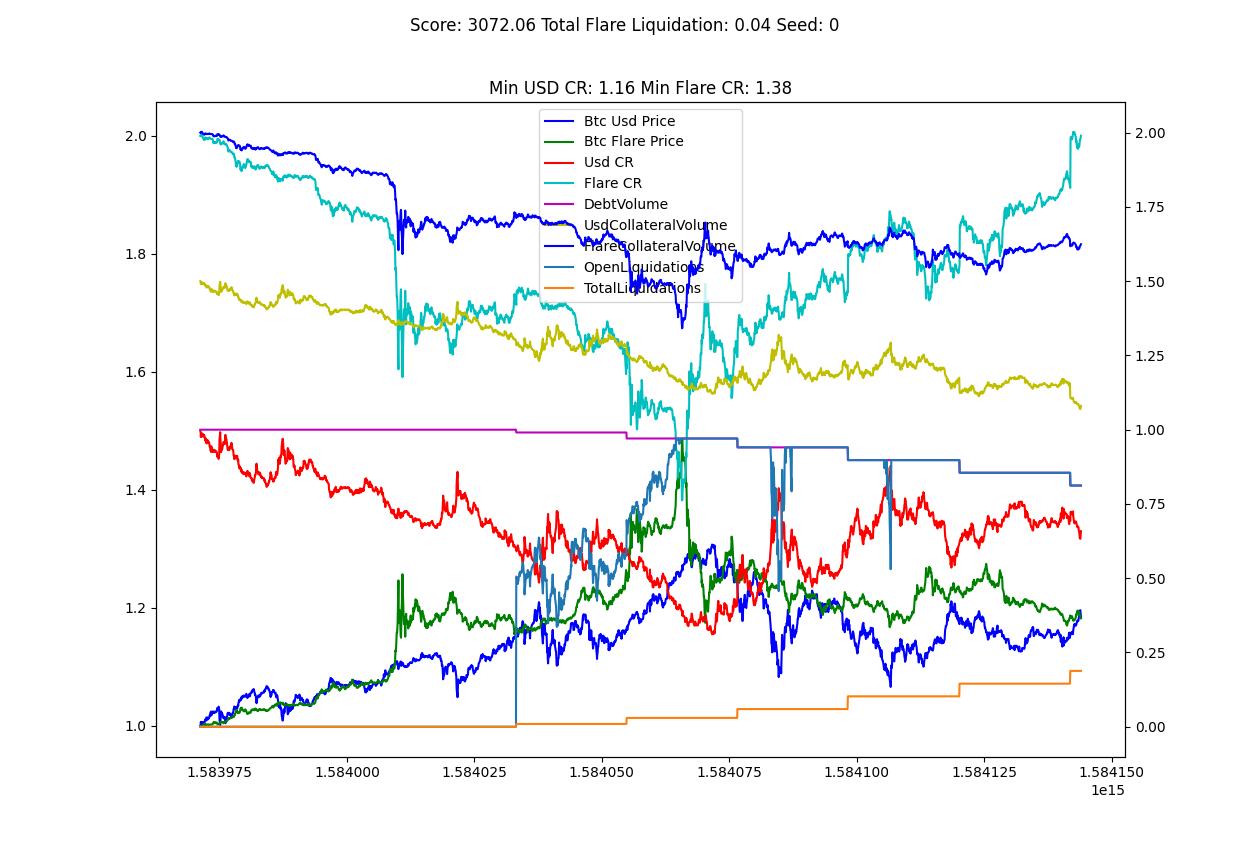 Score: 3072.06 Total Flare Liquidation: 0.04 Seed: 0
Min USD CR: 1.16 Min Flare CR: 1.38
Btc Usd Price
Btc Flare Price
Usd CR
Flare CR
DebtVolume
UsdCollateralVolume
FlareCollateralVolume
OpenLiquidations
TotalLiquidations
2.0
1.8
1.6
1.4
1.2
1.0
2.00
1.75
1.50
1.25
1.00
0.75
0.50
0.25
0.00
1.583975 1.584000 1.584025 1.584050 1.584075 1.584100 1.584125 1.584150
1e15